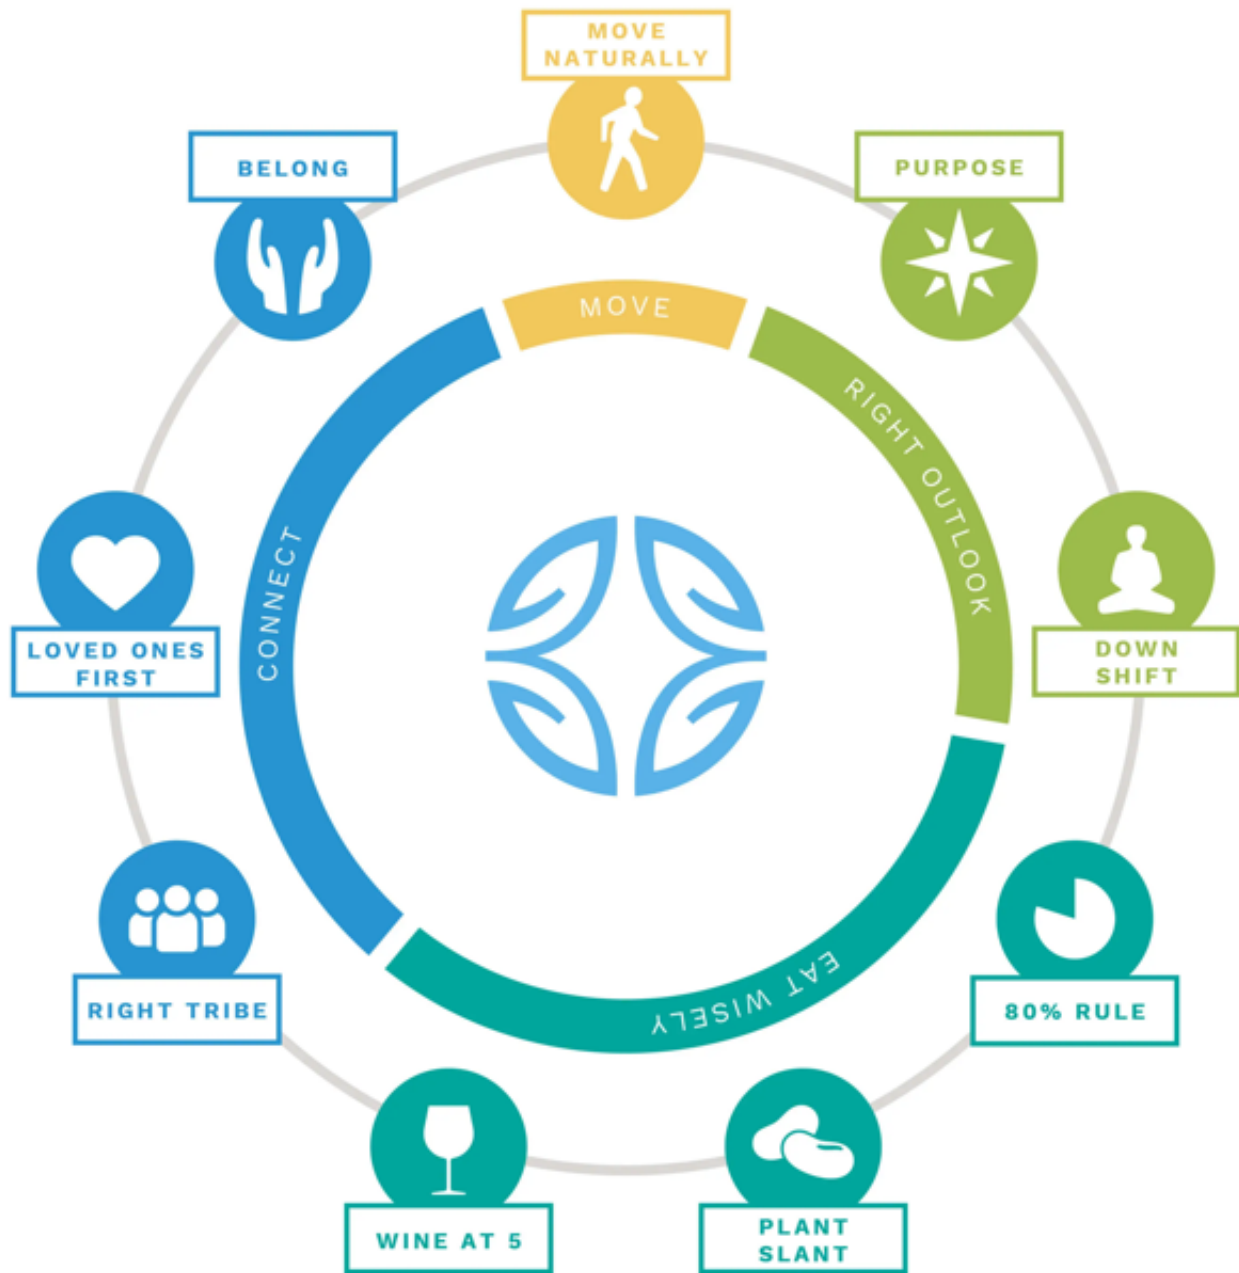 MOVE
NATURALLY
BELONG
PURPOSE
MOVE
RIGHT OUTLOOK
CONNECT
LOVED ONES
FIRST
DOWN
SHIFT
EAT WISELY
RIGHT TRIBE
80% RULE
WINE AT 5
PLANT
SLANT